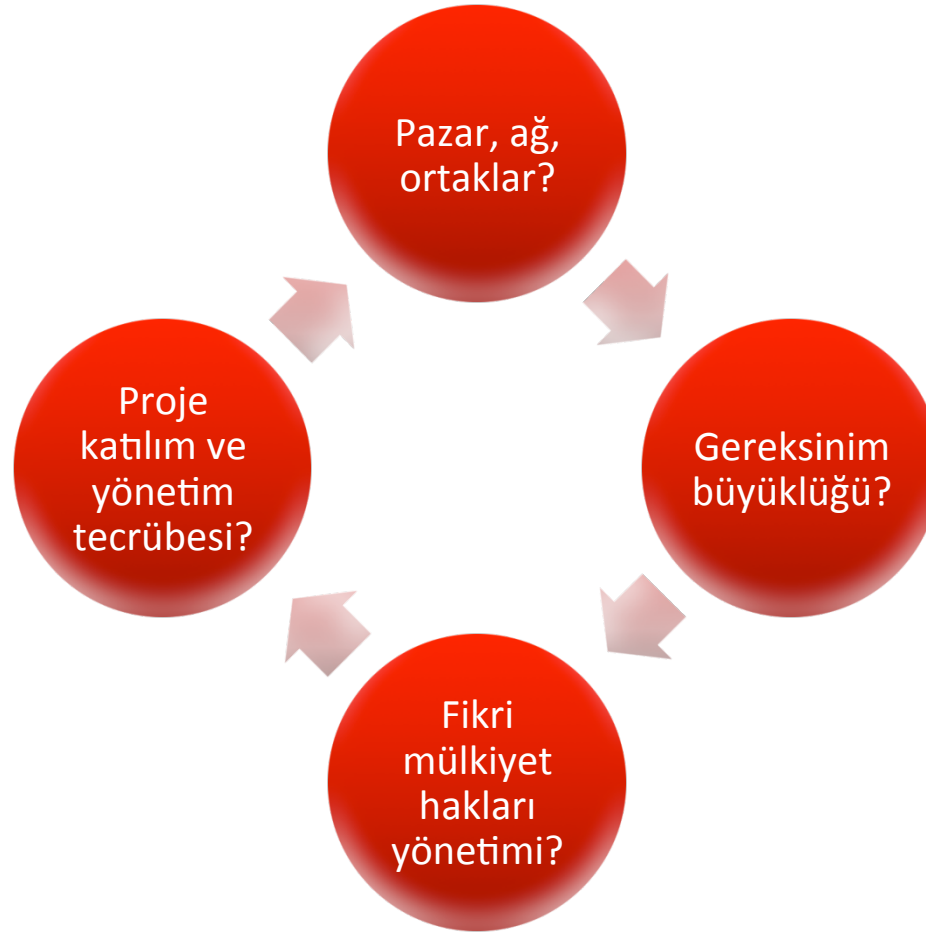 Pazar, ağ,
ortaklar?
Gereksinim
büyüklüğü?
Fikri
mülkiyet
hakları
yönetimi?
Proje
katılım ve
yönetim
tecrübesi?